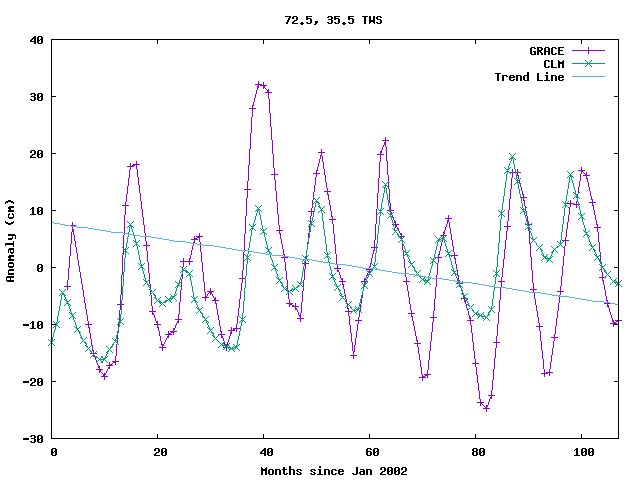 72.5, 35.5 TWS
GRACE
CLM
Trend Line
Anomaly (cm)
40
30
20
10
0
-10
-20
-30
0 20 40 60 80 100
Months since Jan 2002